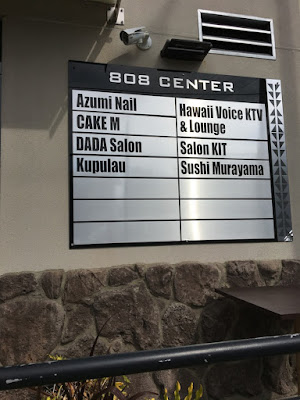 808 CENTER
Azumi Nail
CAKE M
DADA Salon
Kupulau
Hawaii Voice KTV
& Lounge
Salon KIT
Sushi Murayama